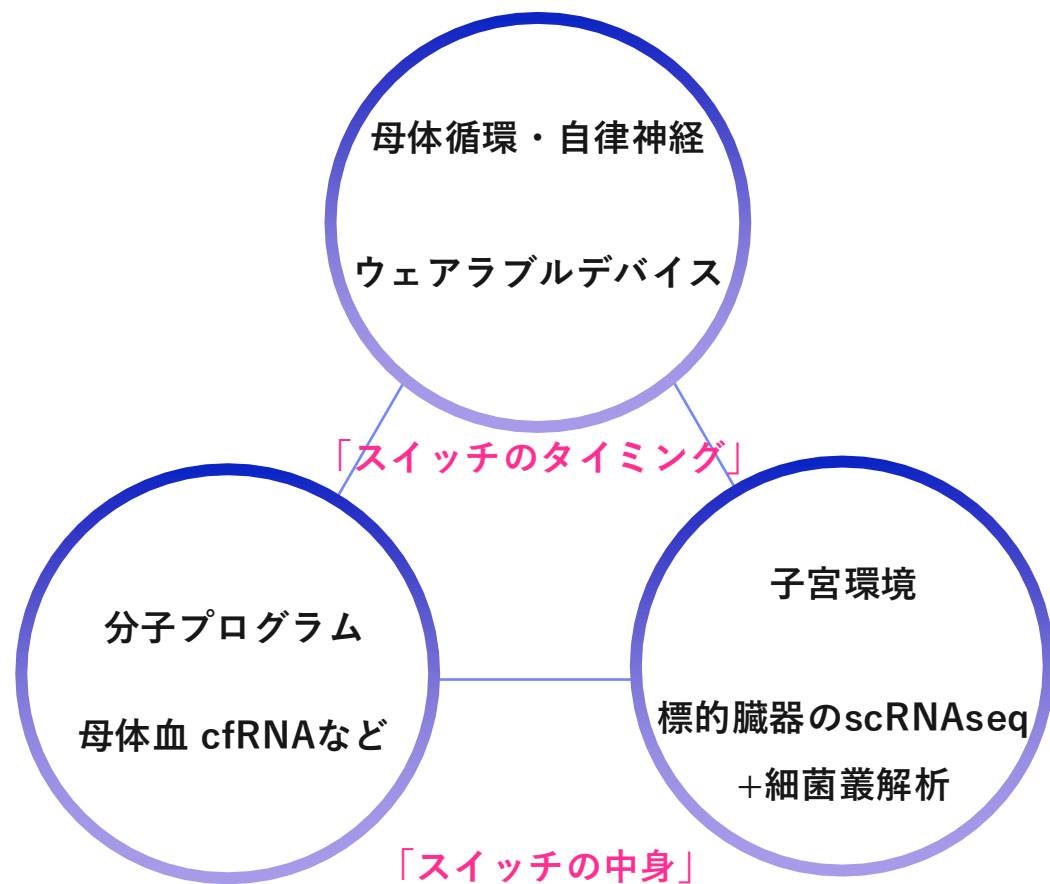 母体循環・自律神経
ウェアラブルデバイス
「スイッチのタイミング」
分子プログラム
母体血 cfRNAなど
子宮環境
標的臓器のscRNAseq
+細菌叢解析
「スイッチの中身」